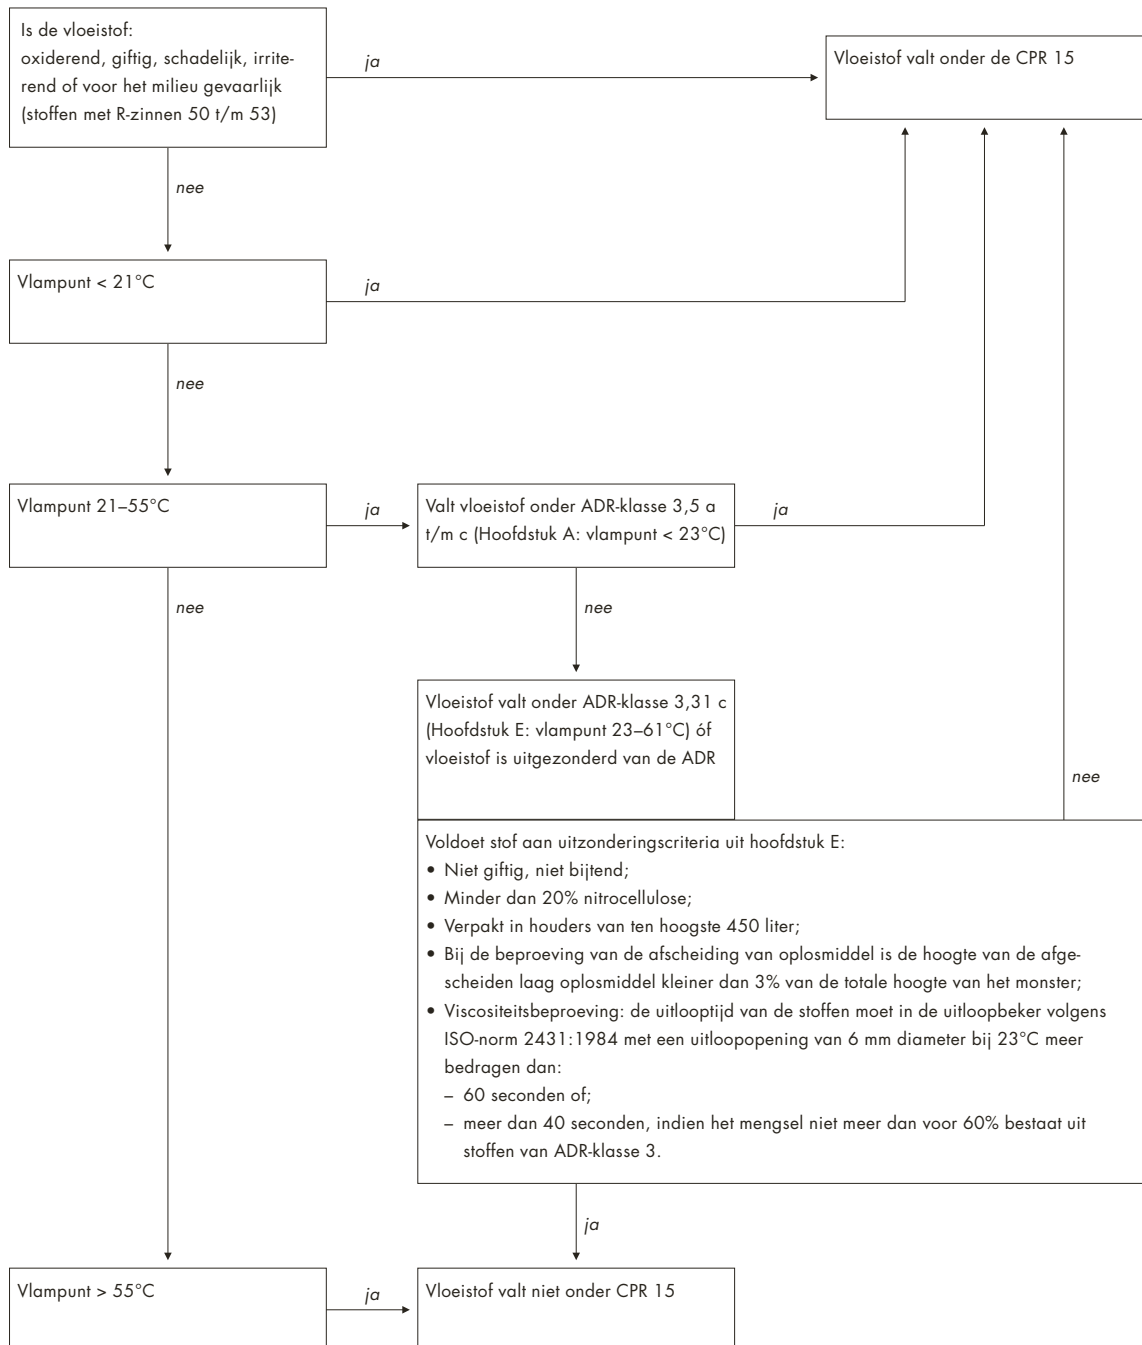 Is de vloeistof:
oxiderend, giftig, schadelijk, irrite-
rend of voor het milieu gevaarlijk
(stoffen met R-zinnen 50 t/m 53)
ja
Vloeistof valt onder de CPR 15
nee
Vlampunt < 21°C
ja
nee
Vlampunt 21–55°C
ja
Valt vloeistof onder ADR-klasse 3,5 a
t/m c (Hoofdstuk A: vlampunt < 23°C)
ja
nee
nee
Vloeistof valt onder ADR-klasse 3,31 c
(Hoofdstuk E: vlampunt 23–61°C) óf
vloeistof is uitgezonderd van de ADR
nee
Voldoet stof aan uitzonderingscriteria uit hoofdstuk E:
• Niet giftig, niet bijtend;
• Minder dan 20% nitrocellulose;
• Verpakt in houders van ten hoogste 450 liter;
• Bij de beproeving van de afscheiding van oplosmiddel is de hoogte van de afge-
scheiden laag oplosmiddel kleiner dan 3% van de totale hoogte van het monster;
• Viscositeitsbeproeving: de uitlooptijd van de stoffen moet in de uitloopbeker volgens
ISO-norm 2431:1984 met een uitloopopening van 6 mm diameter bij 23°C meer
bedragen dan:
– 60 seconden of;
– meer dan 40 seconden, indien het mengsel niet meer dan voor 60% bestaat uit
stoffen van ADR-klasse 3.
ja
Vlampunt > 55°C
ja
Vloeistof valt niet onder CPR 15